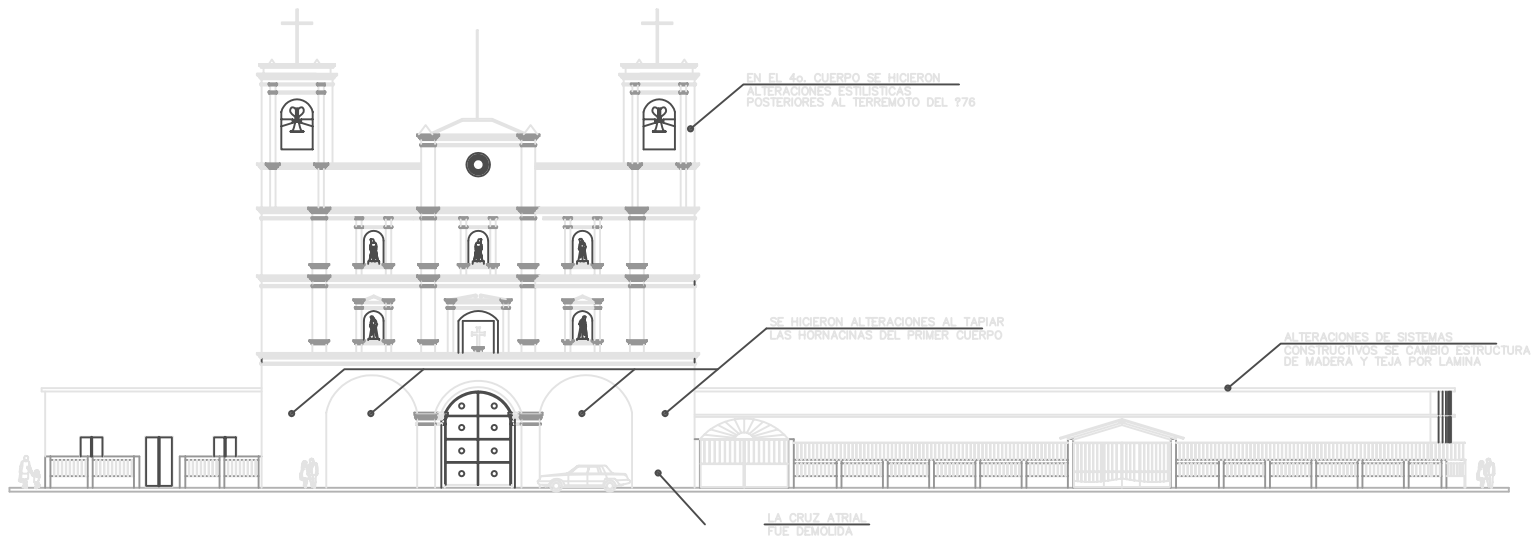 EN EL 4o. CUERPO SE HICIERON
ALTERACIONES ESTILISTICAS
POSTERIORES AL TERREMOTO DEL ?76
SE HICIERON ALTERACIONES AL TAPIAR
LAS HORNACINAS DEL PRIMER CUERPO
ALTERACIONES DE SISTEMAS
CONSTRUCTIVOS SE CAMBIO ESTRUCTURA
DE MADERA Y TEJA POR LAMINA
LA CRUZ ATRIAL
FUE DEMOLIDA